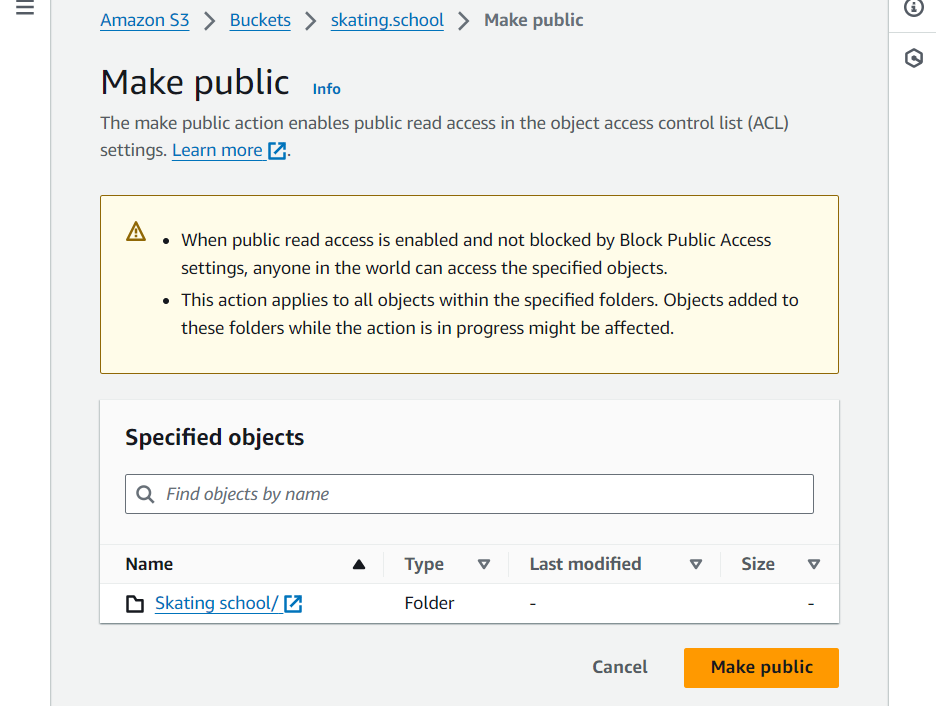 Amazon S3 > Buckets > skating.school > Make public
Make public Info
The make public action enables public read access in the object access control list (ACL)
settings. Learn more.
• When public read access is enabled and not blocked by Block Public Access
settings, anyone in the world can access the specified objects.
• This action applies to all objects within the specified folders. Objects added to
these folders while the action is in progress might be affected.
Specified objects
Find objects by name
Name Type Last modified Size
Skating school/ Folder - -
Cancel Make public